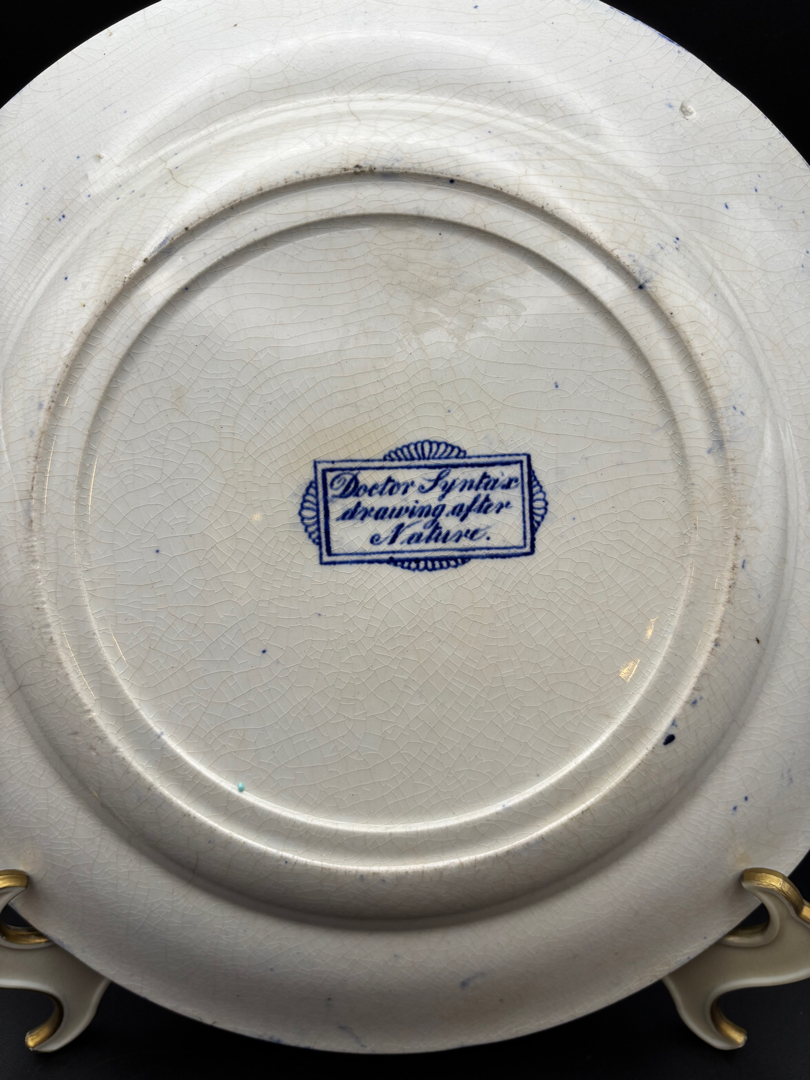 Doctor Syntax
drawing after
Nature.